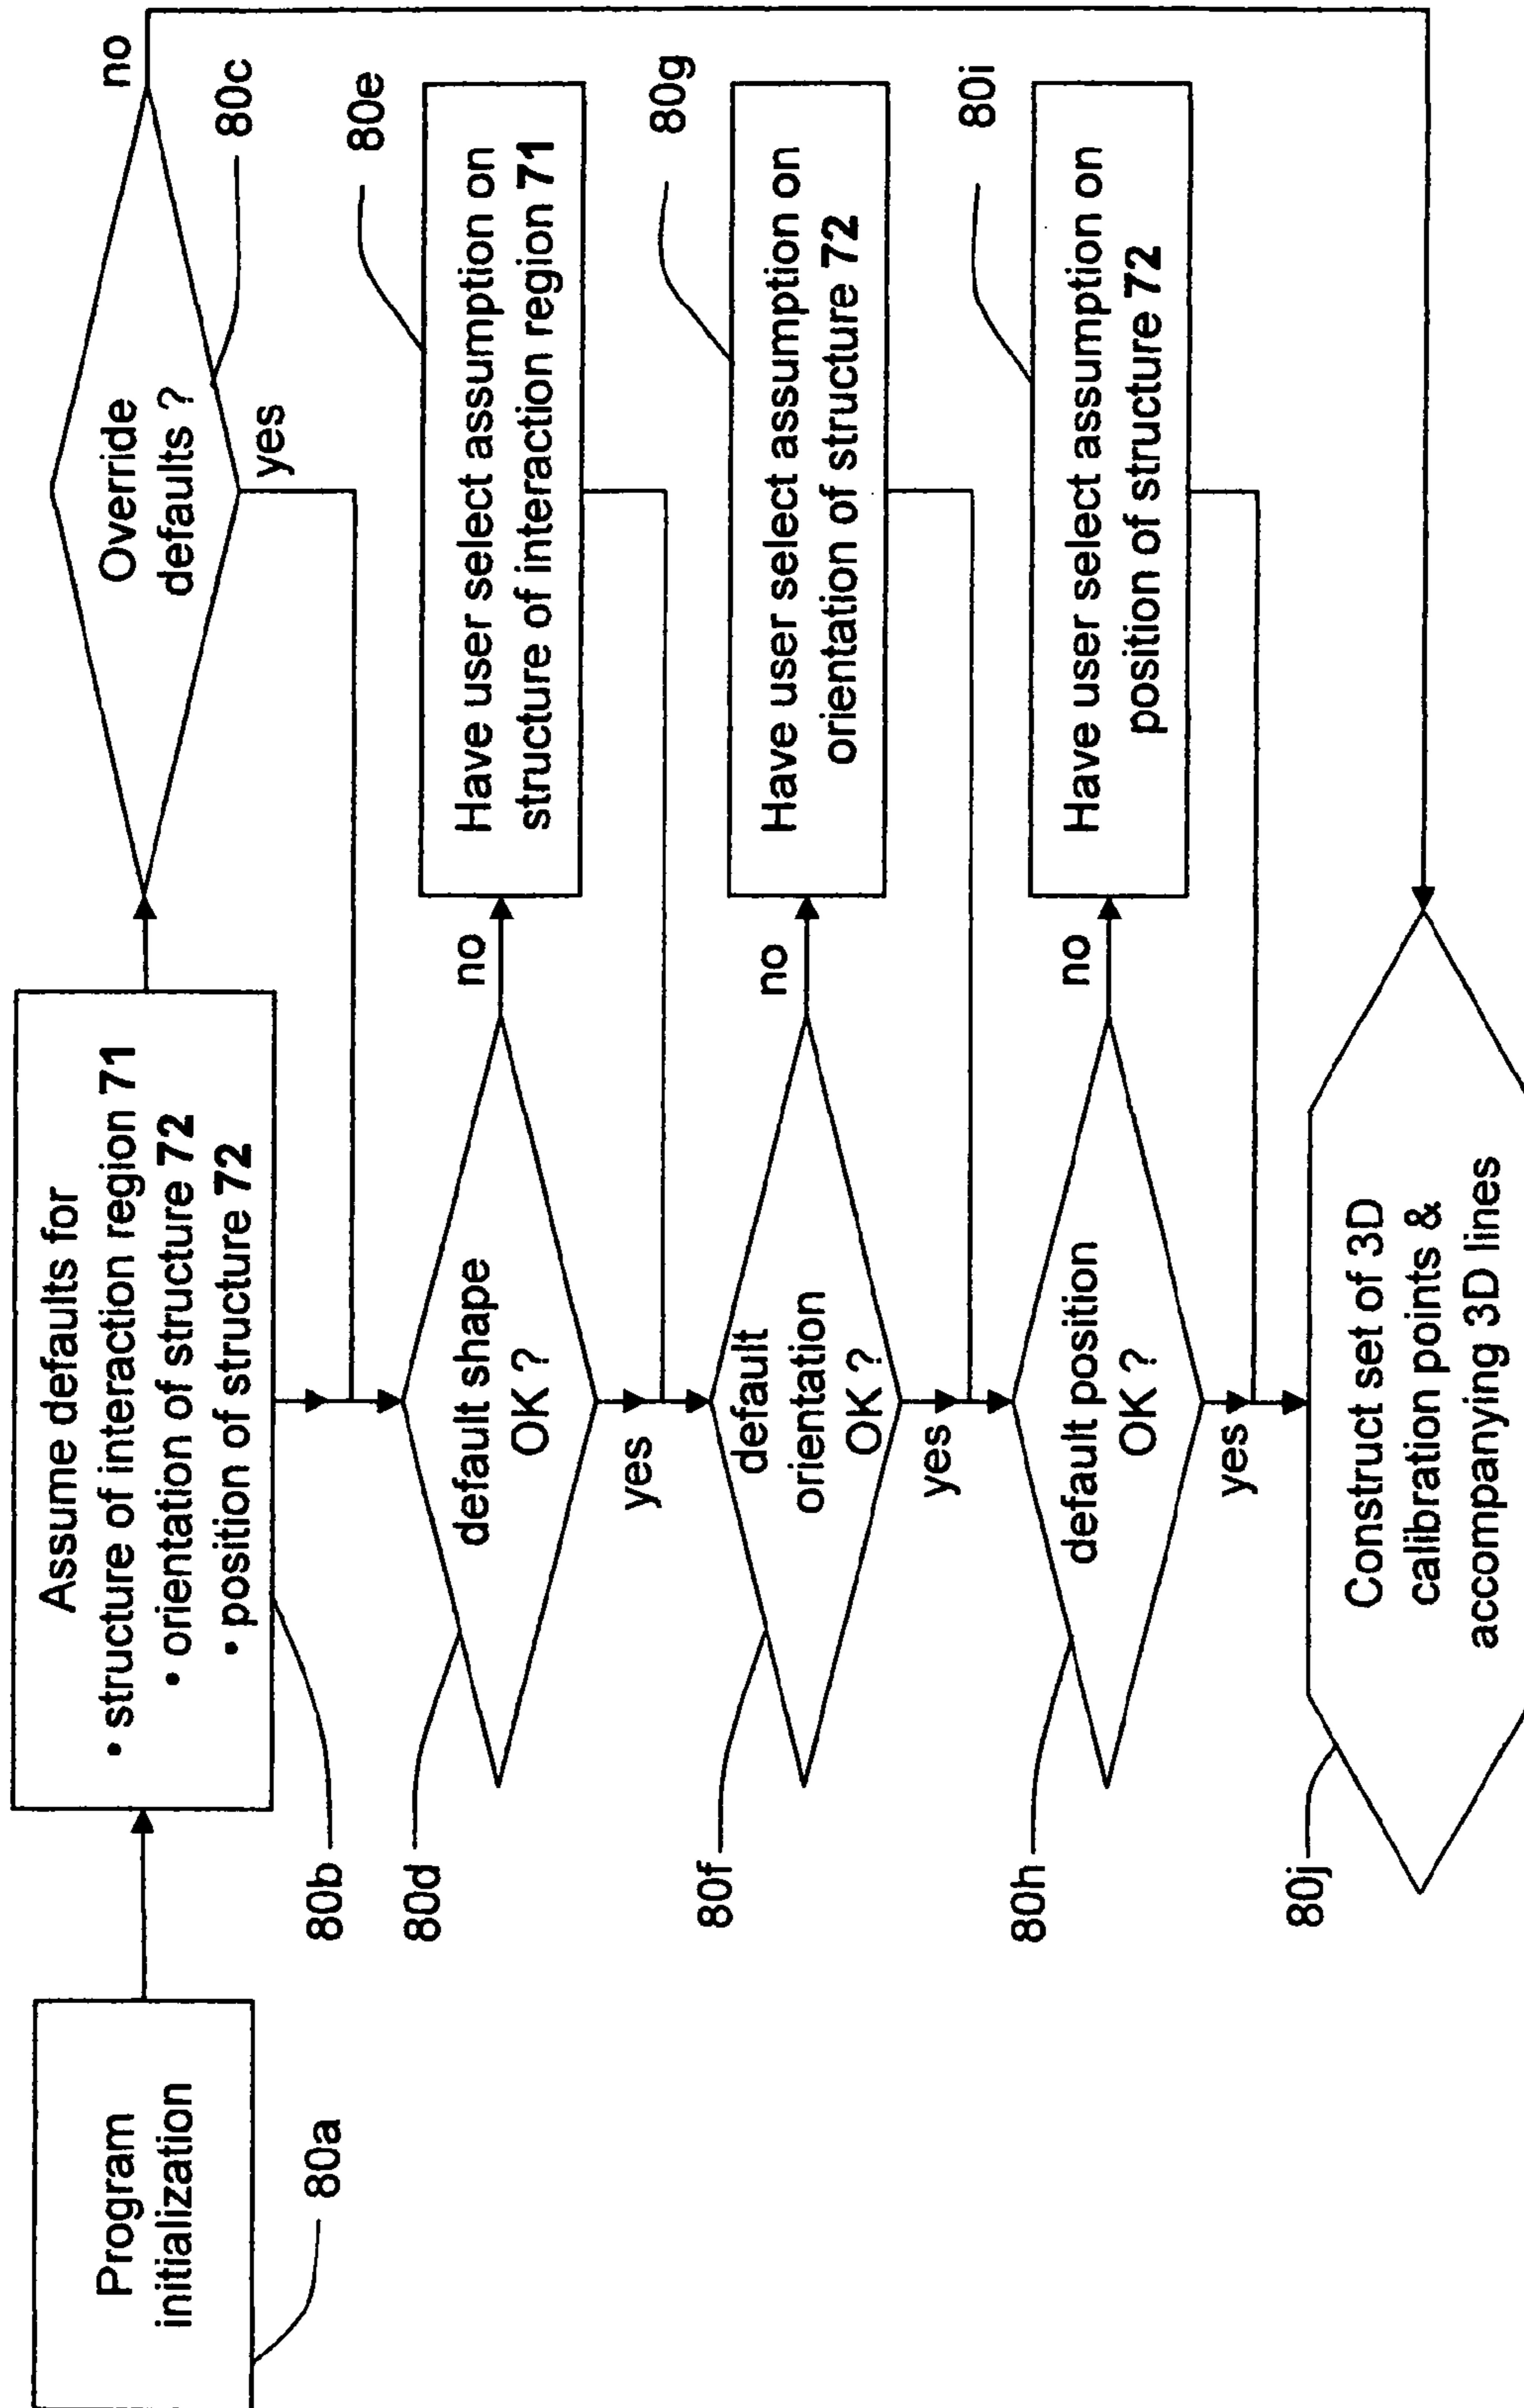 Program
initialization
80a
Assume defaults for
• structure of interaction region 71
• orientation of structure 72
• position of structure 72
80b
Override
defaults ?
no
80c
yes
80d
default shape
OK ?
no
80e
Have user select assumption on
structure of interaction region 71
yes
80f
default
orientation
OK ?
no
80g
Have user select assumption on
orientation of structure 72
yes
80h
default position
OK ?
no
80i
Have user select assumption on
position of structure 72
yes
80j
Construct set of 3D
calibration points &
accompanying 3D lines